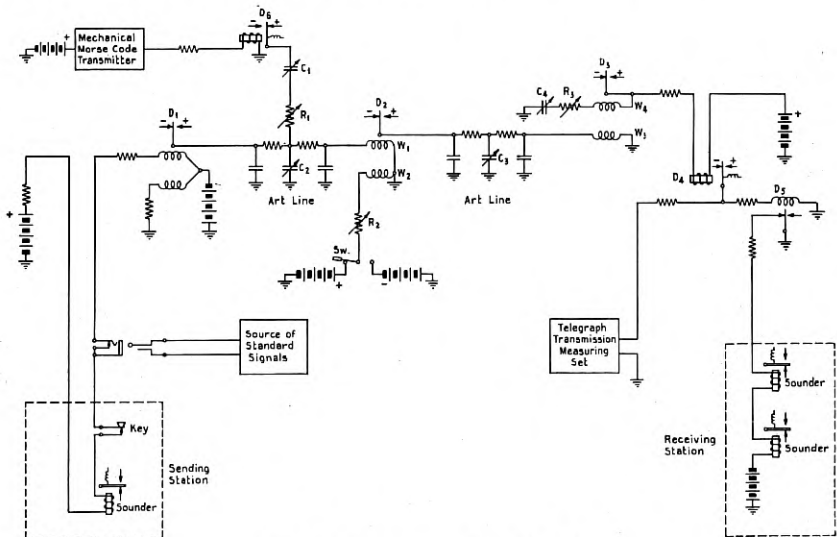 D6
- +
+
Mechanical
Morse Code
Transmitter
C1
R1
D1
- +
D2
- +
W1
W2
C2
Art Line
R2
Sw.
+
-
C3
Art Line
C4
R3
D3
- +
W4
W3
+
D4
- +
D5
+
Source of
Standard
Signals
Telegraph
Transmission
Measuring
Set
Key
Sending
Station
Sounder
Sounder
Receiving
Station
Sounder